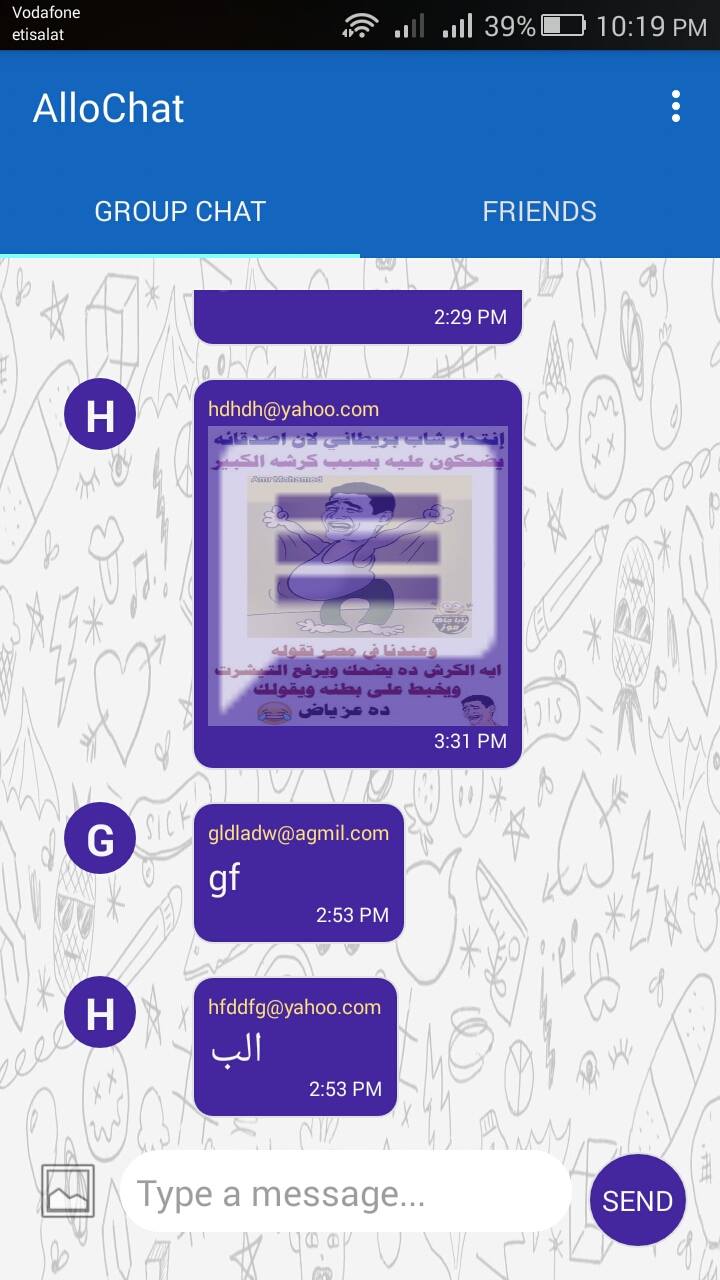 Vodafone
etisalat
39%
10:19 PM
AlloChat
GROUP CHAT
FRIENDS
2:29 PM
H
hdhdh@yahoo.com
إنتحار شاب بريطاني لان اصدقائه
يضحكون عليه بسبب كرشه الكبير
Amr Mohamed
وعندنا في مصر تقوله
ايه الكرش ده يضحك ويرفع التيشرت
ويخبط على بطنه ويقولك
ده عز ياض
3:31 PM
G
gldladw@agmil.com
gf
2:53 PM
H
hfddfg@yahoo.com
الب
2:53 PM
Type a message...
SEND